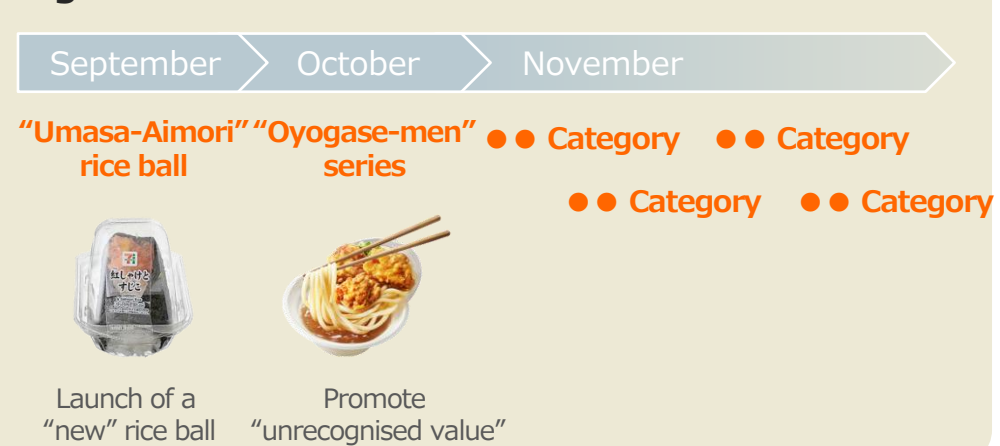 September
October
November
“Umasa-Aimori”
rice ball
“Oyogase-men”
series
●● Category
●● Category
●● Category
●● Category
紅しゃけと
すじこ
Launch of a
“new” rice ball
Promote
“unrecognised value”